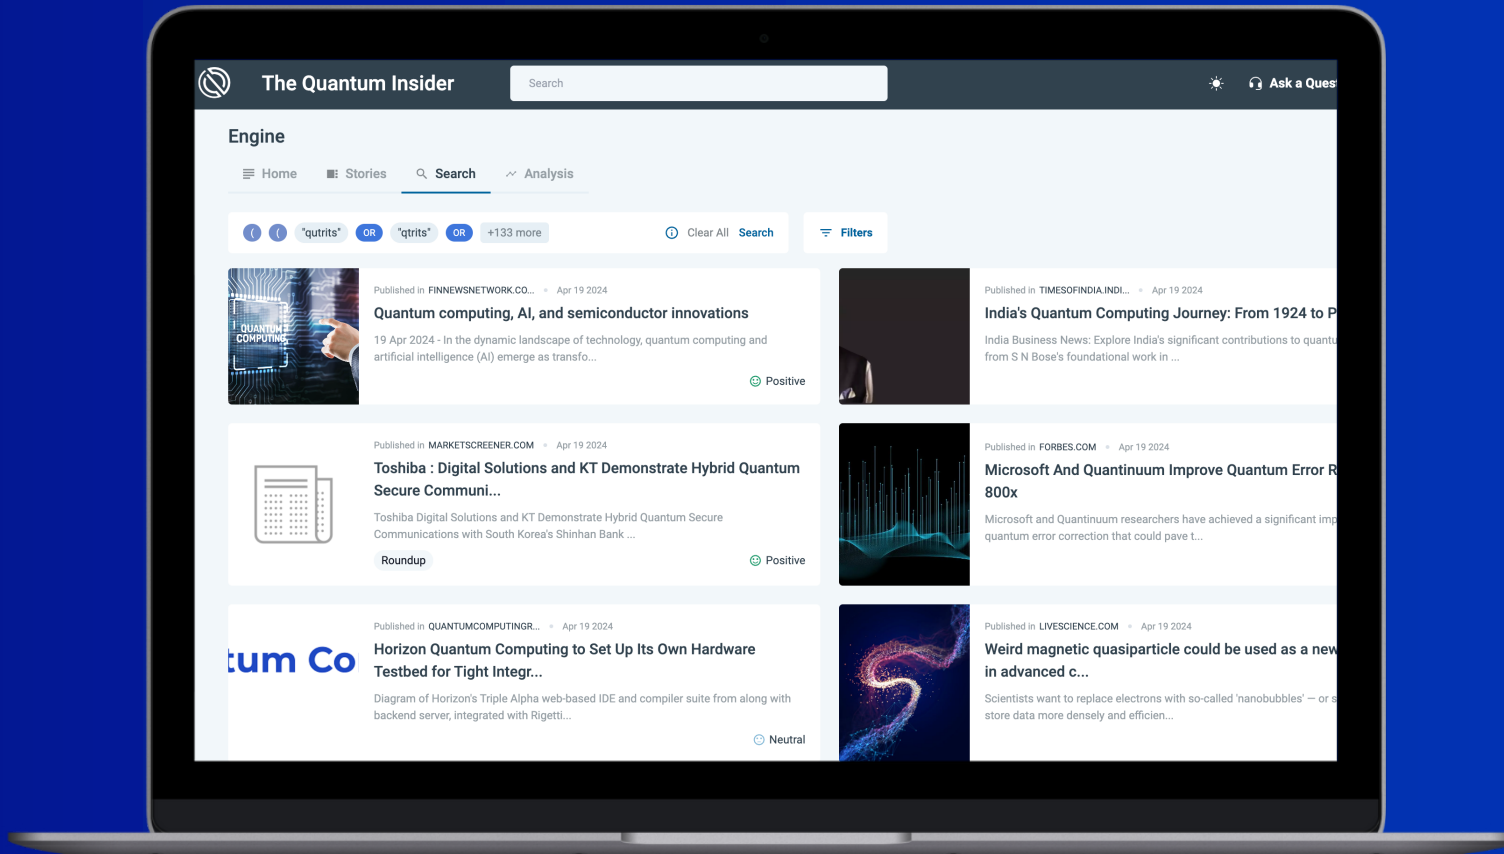 The Quantum Insider
Search
Ask a Ques
Engine
Home
Stories
Search
Analysis
( ( "qutrits" OR "qtrits" OR +133 more
Clear All Search
Filters
QUANTUM
COMPUTING
Published in FINNEWSNETWORK.CO... Apr 19 2024
Quantum computing, AI, and semiconductor innovations
19 Apr 2024 - In the dynamic landscape of technology, quantum computing and
artificial intelligence (AI) emerge as transfo...
Positive
Published in TIMESOFINDIA.INDI... Apr 19 2024
India's Quantum Computing Journey: From 1924 to P
India Business News: Explore India's significant contributions to quantu
from S N Bose's foundational work in ...
Published in MARKETSCREENER.COM Apr 19 2024
Toshiba : Digital Solutions and KT Demonstrate Hybrid Quantum
Secure Communi...
Toshiba Digital Solutions and KT Demonstrate Hybrid Quantum Secure
Communications with South Korea's Shinhan Bank ...
Roundup
Positive
Published in FORBES.COM Apr 19 2024
Microsoft And Quantinuum Improve Quantum Error R
800x
Microsoft and Quantinuum researchers have achieved a significant imp
quantum error correction that could pave t...
tum Co
Published in QUANTUMCOMPUTINGR... Apr 19 2024
Horizon Quantum Computing to Set Up Its Own Hardware
Testbed for Tight Integr...
Diagram of Horizon's Triple Alpha web-based IDE and compiler suite from along with
backend server, integrated with Rigetti...
Neutral
Published in LIVESCIENCE.COM Apr 19 2024
Weird magnetic quasiparticle could be used as a new
in advanced c...
Scientists want to replace electrons with so-called 'nanobubbles' — or s
store data more densely and efficien...